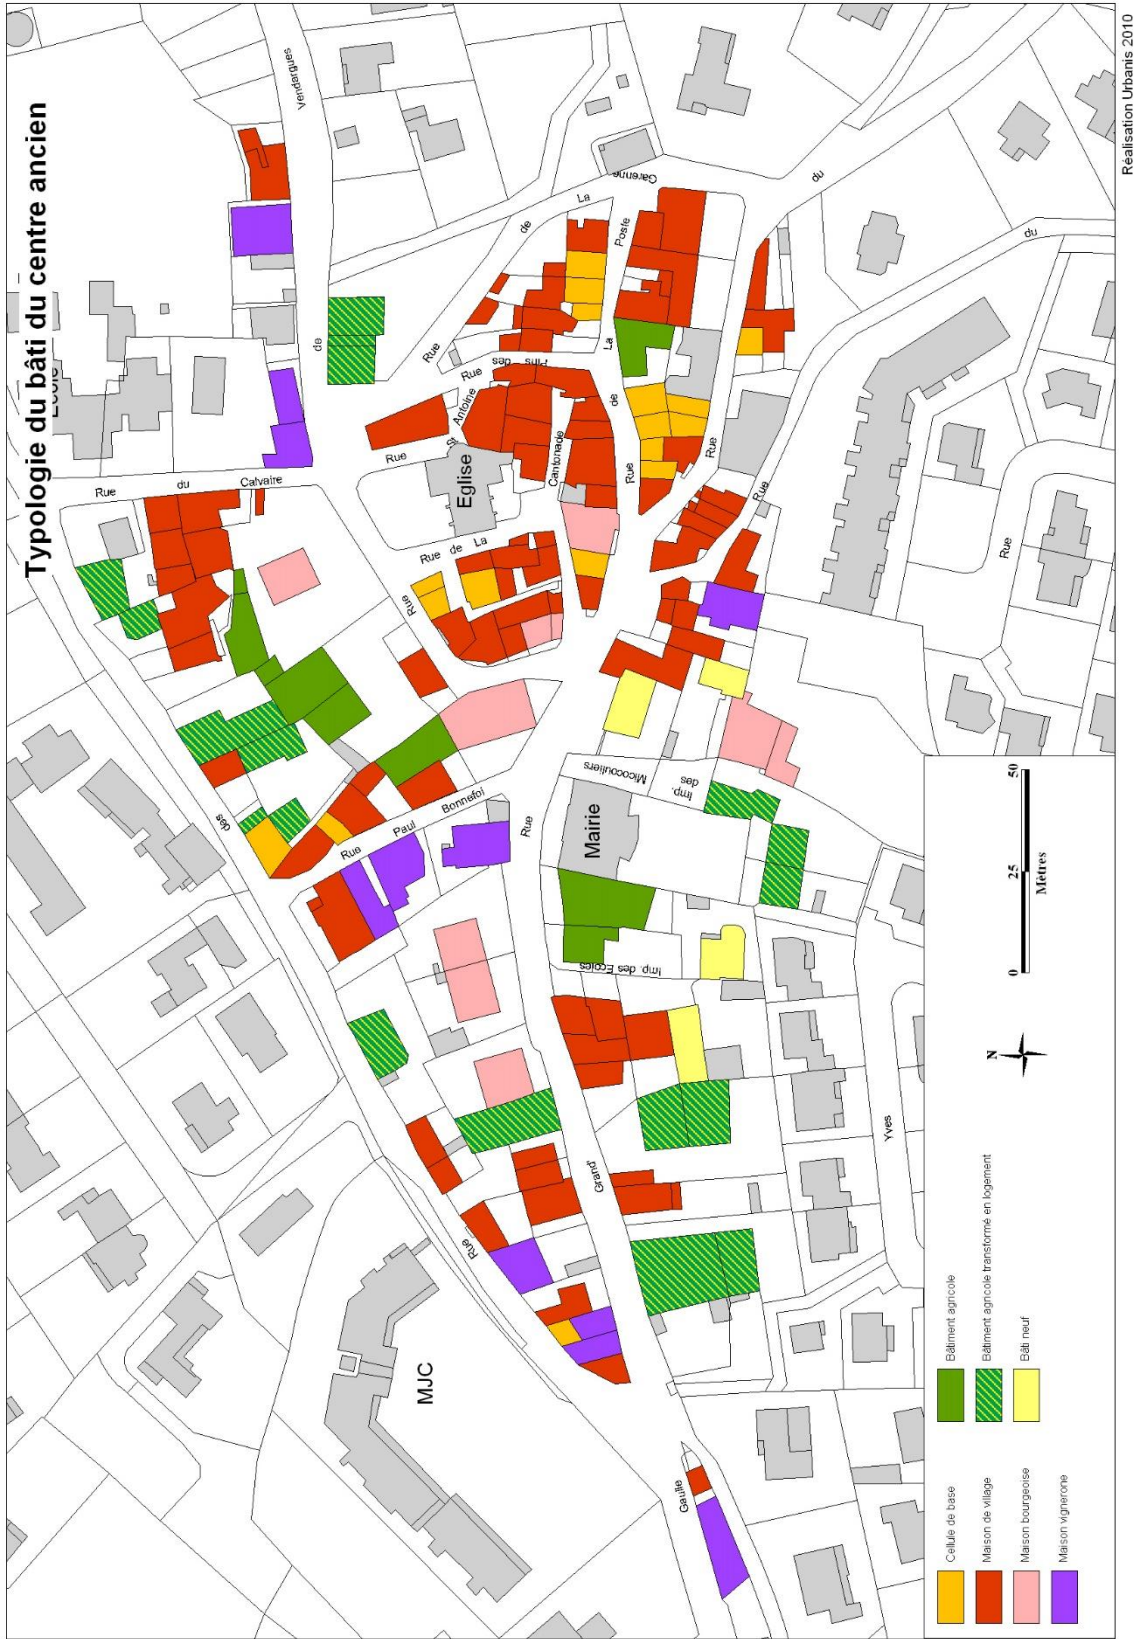 Typologie du bâti du centre ancien
Vendargues
de
Rue
du
Calvaire
Rue
de
La
Garenne
Rue
St
Antoine
Rue
des
Pins
Eglise
Cantonade
Rue
de
La
Poste
Rue
de
La
Rue
du
Rue
du
Rue
Rue
des
Rue
Paul
Bonnefoi
Rue
Mairie
Imp.
des
Micocouliers
Imp. des Ecoles
Grand'
Rue
MJC
Yves
Gaulle
Cellule de base
Maison de village
Maison bourgeoise
Maison vigneronne
Bâtiment agricole
Bâtiment agricole transformé en logement
Bâti neuf
N
0
25
50
Mètres
Réalisation Urbanis 2010